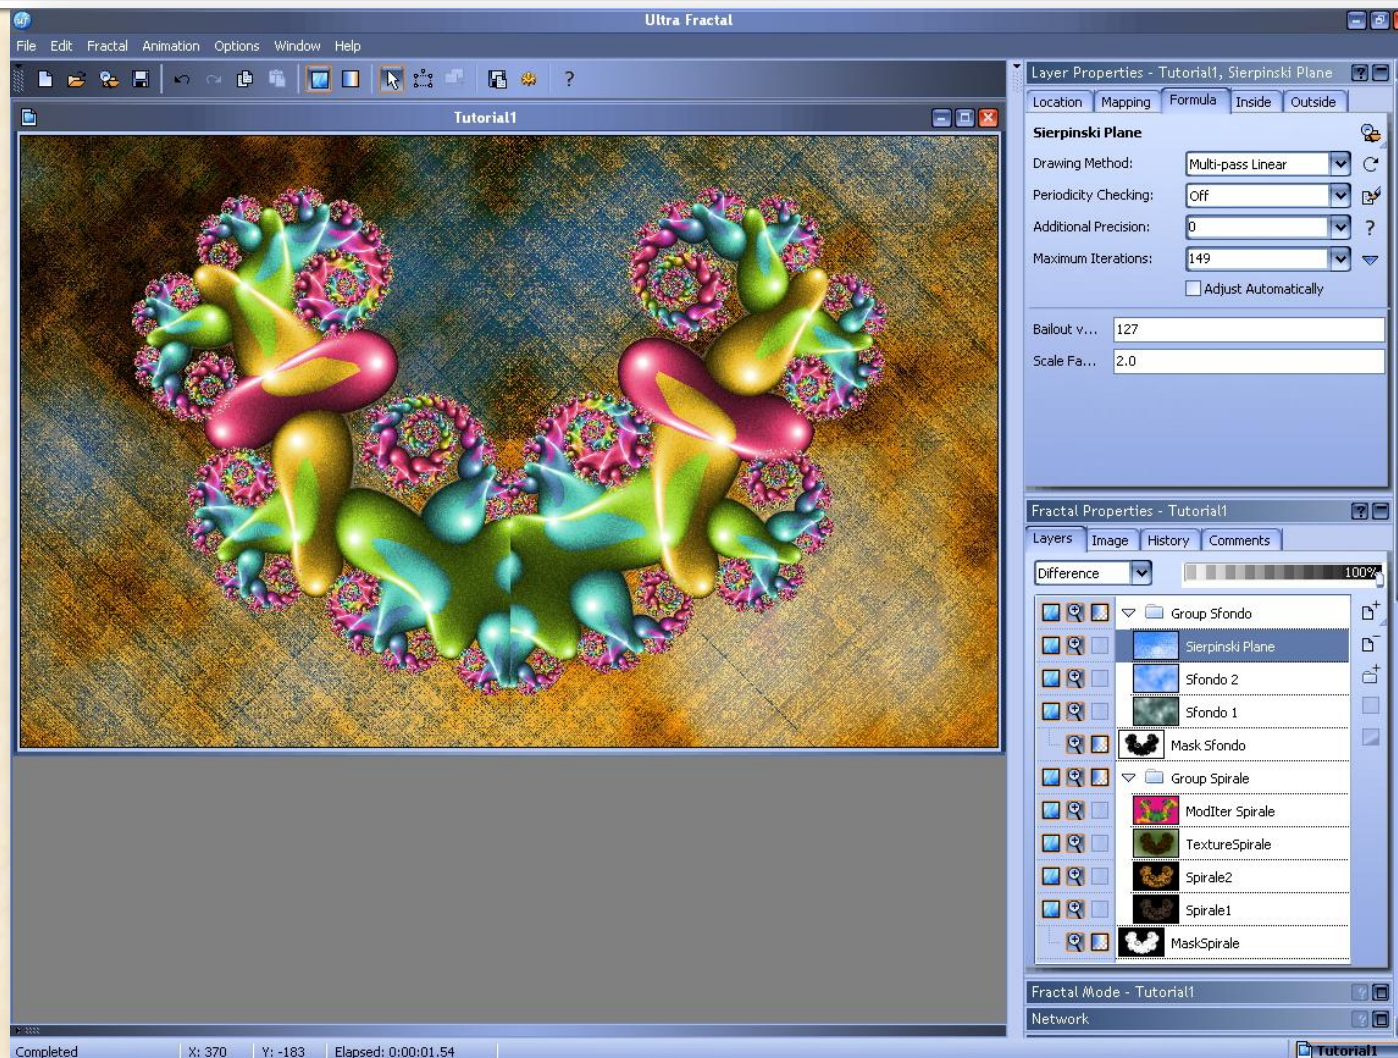 Ultra Fractal
File Edit Fractal Animation Options Window Help
?
Tutorial1
Layer Properties - Tutorial1, Sierpinski Plane
Location Mapping Formula Inside Outside
Sierpinski Plane
Drawing Method: Multi-pass Linear
Periodicity Checking: Off
Additional Precision: 0
?
Maximum Iterations: 149
Adjust Automatically
Bailout v... 127
Scale Fa... 2.0
Fractal Properties - Tutorial1
Layers Image History Comments
Difference 100%
Group Sfondo
Sierpinski Plane
Sfondo 2
Sfondo 1
Mask Sfondo
Group Spirale
ModIter Spirale
TextureSpirale
Spirale2
Spirale1
MaskSpirale
Fractal Mode - Tutorial1
Network
Completed X: 370 Y: -183 Elapsed: 0:00:01.54 Tutorial1